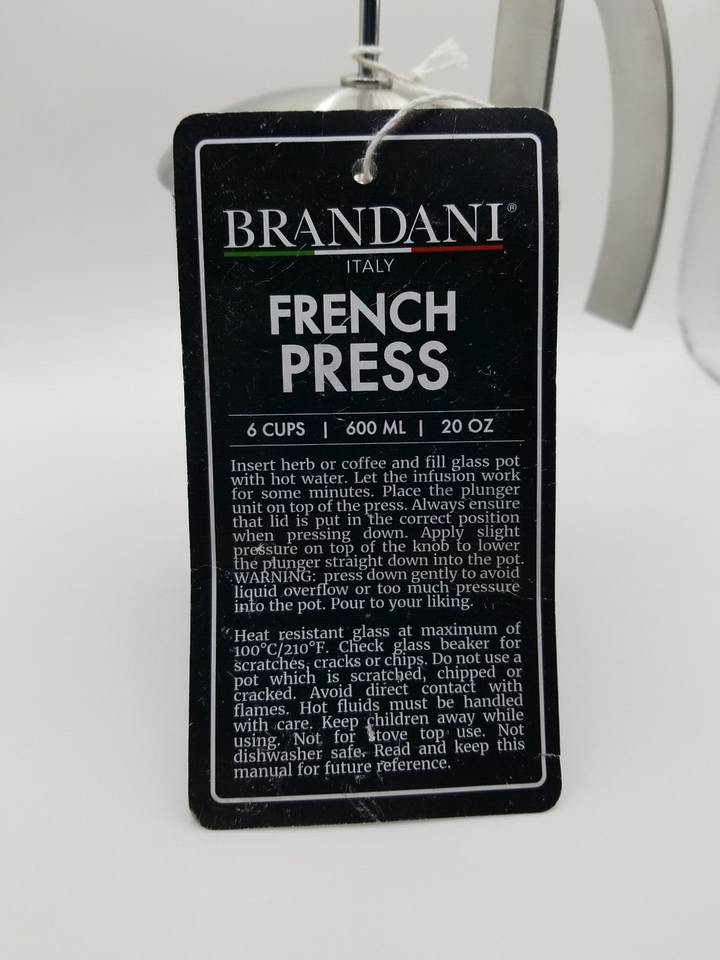 BRANDANI®
ITALY
FRENCH
PRESS
6 CUPS | 600 ML | 20 OZ
Insert herb or coffee and fill glass pot
with hot water. Let the infusion work
for some minutes. Place the plunger
unit on top of the press. Always ensure
that lid is put in the correct position
when pressing down. Apply slight
pressure on top of the knob to lower
the plunger straight down into the pot.
WARNING: press down gently to avoid
liquid overflow or too much pressure
into the pot. Pour to your liking.
Heat resistant glass at maximum of
100°C/210°F. Check glass beaker for
scratches, cracks or chips. Do not use a
pot which is scratched, chipped or
cracked. Avoid direct contact with
flames. Hot fluids must be handled
with care. Keep children away while
using. Not for stove top use. Not
dishwasher safe. Read and keep this
manual for future reference.